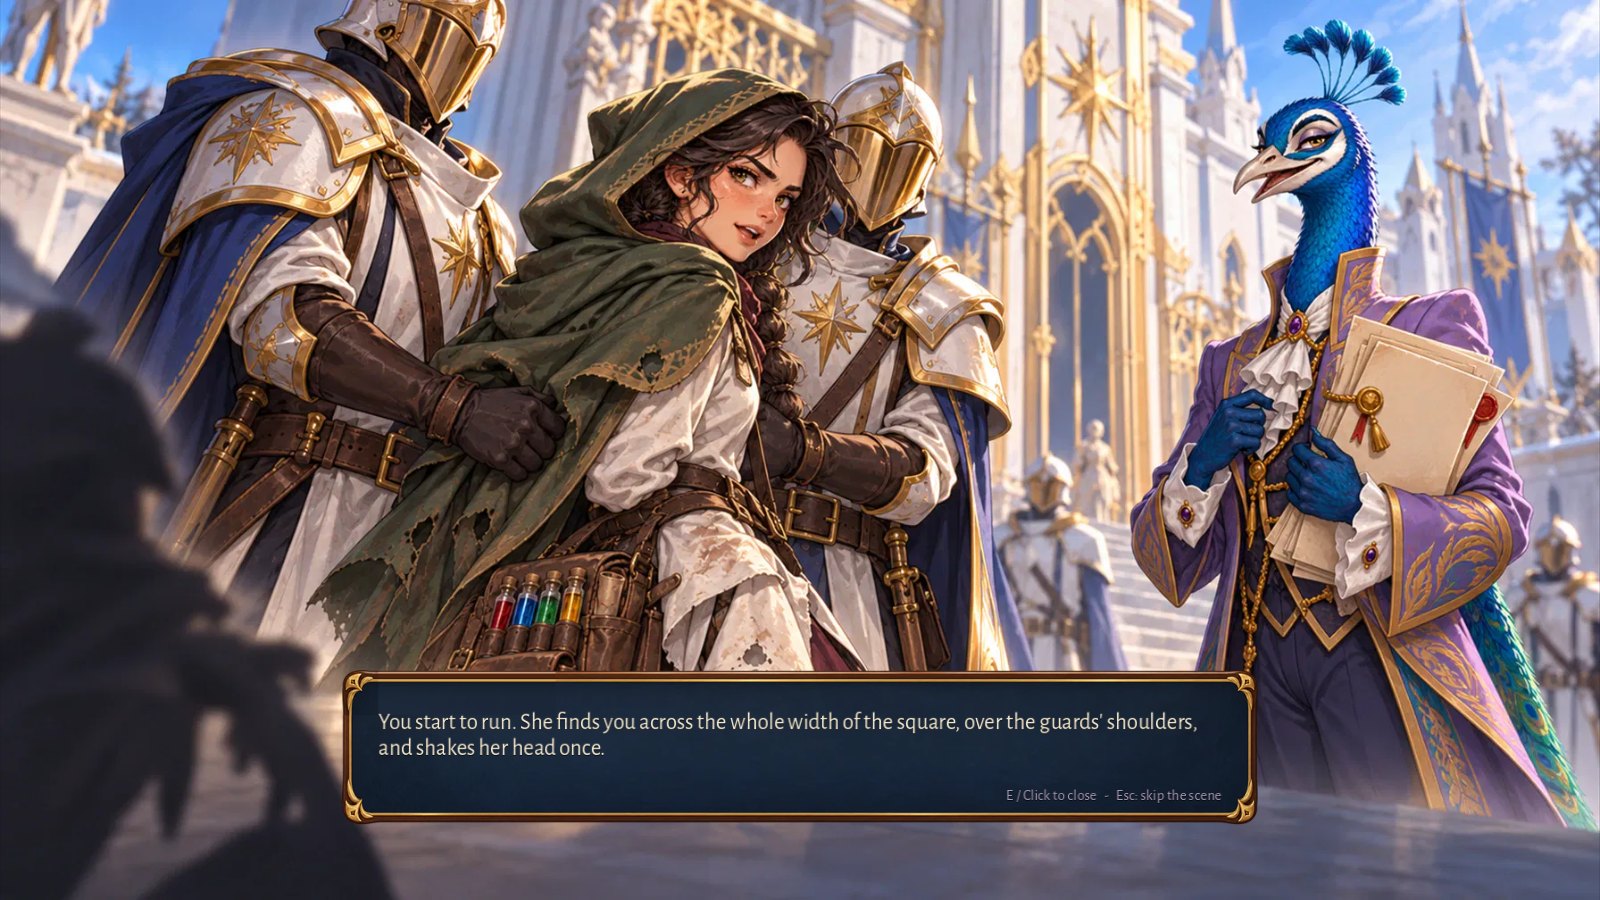 You start to run. She finds you across the whole width of the square, over the guards' shoulders,
and shakes her head once.
E / Click to close - Esc: skip the scene